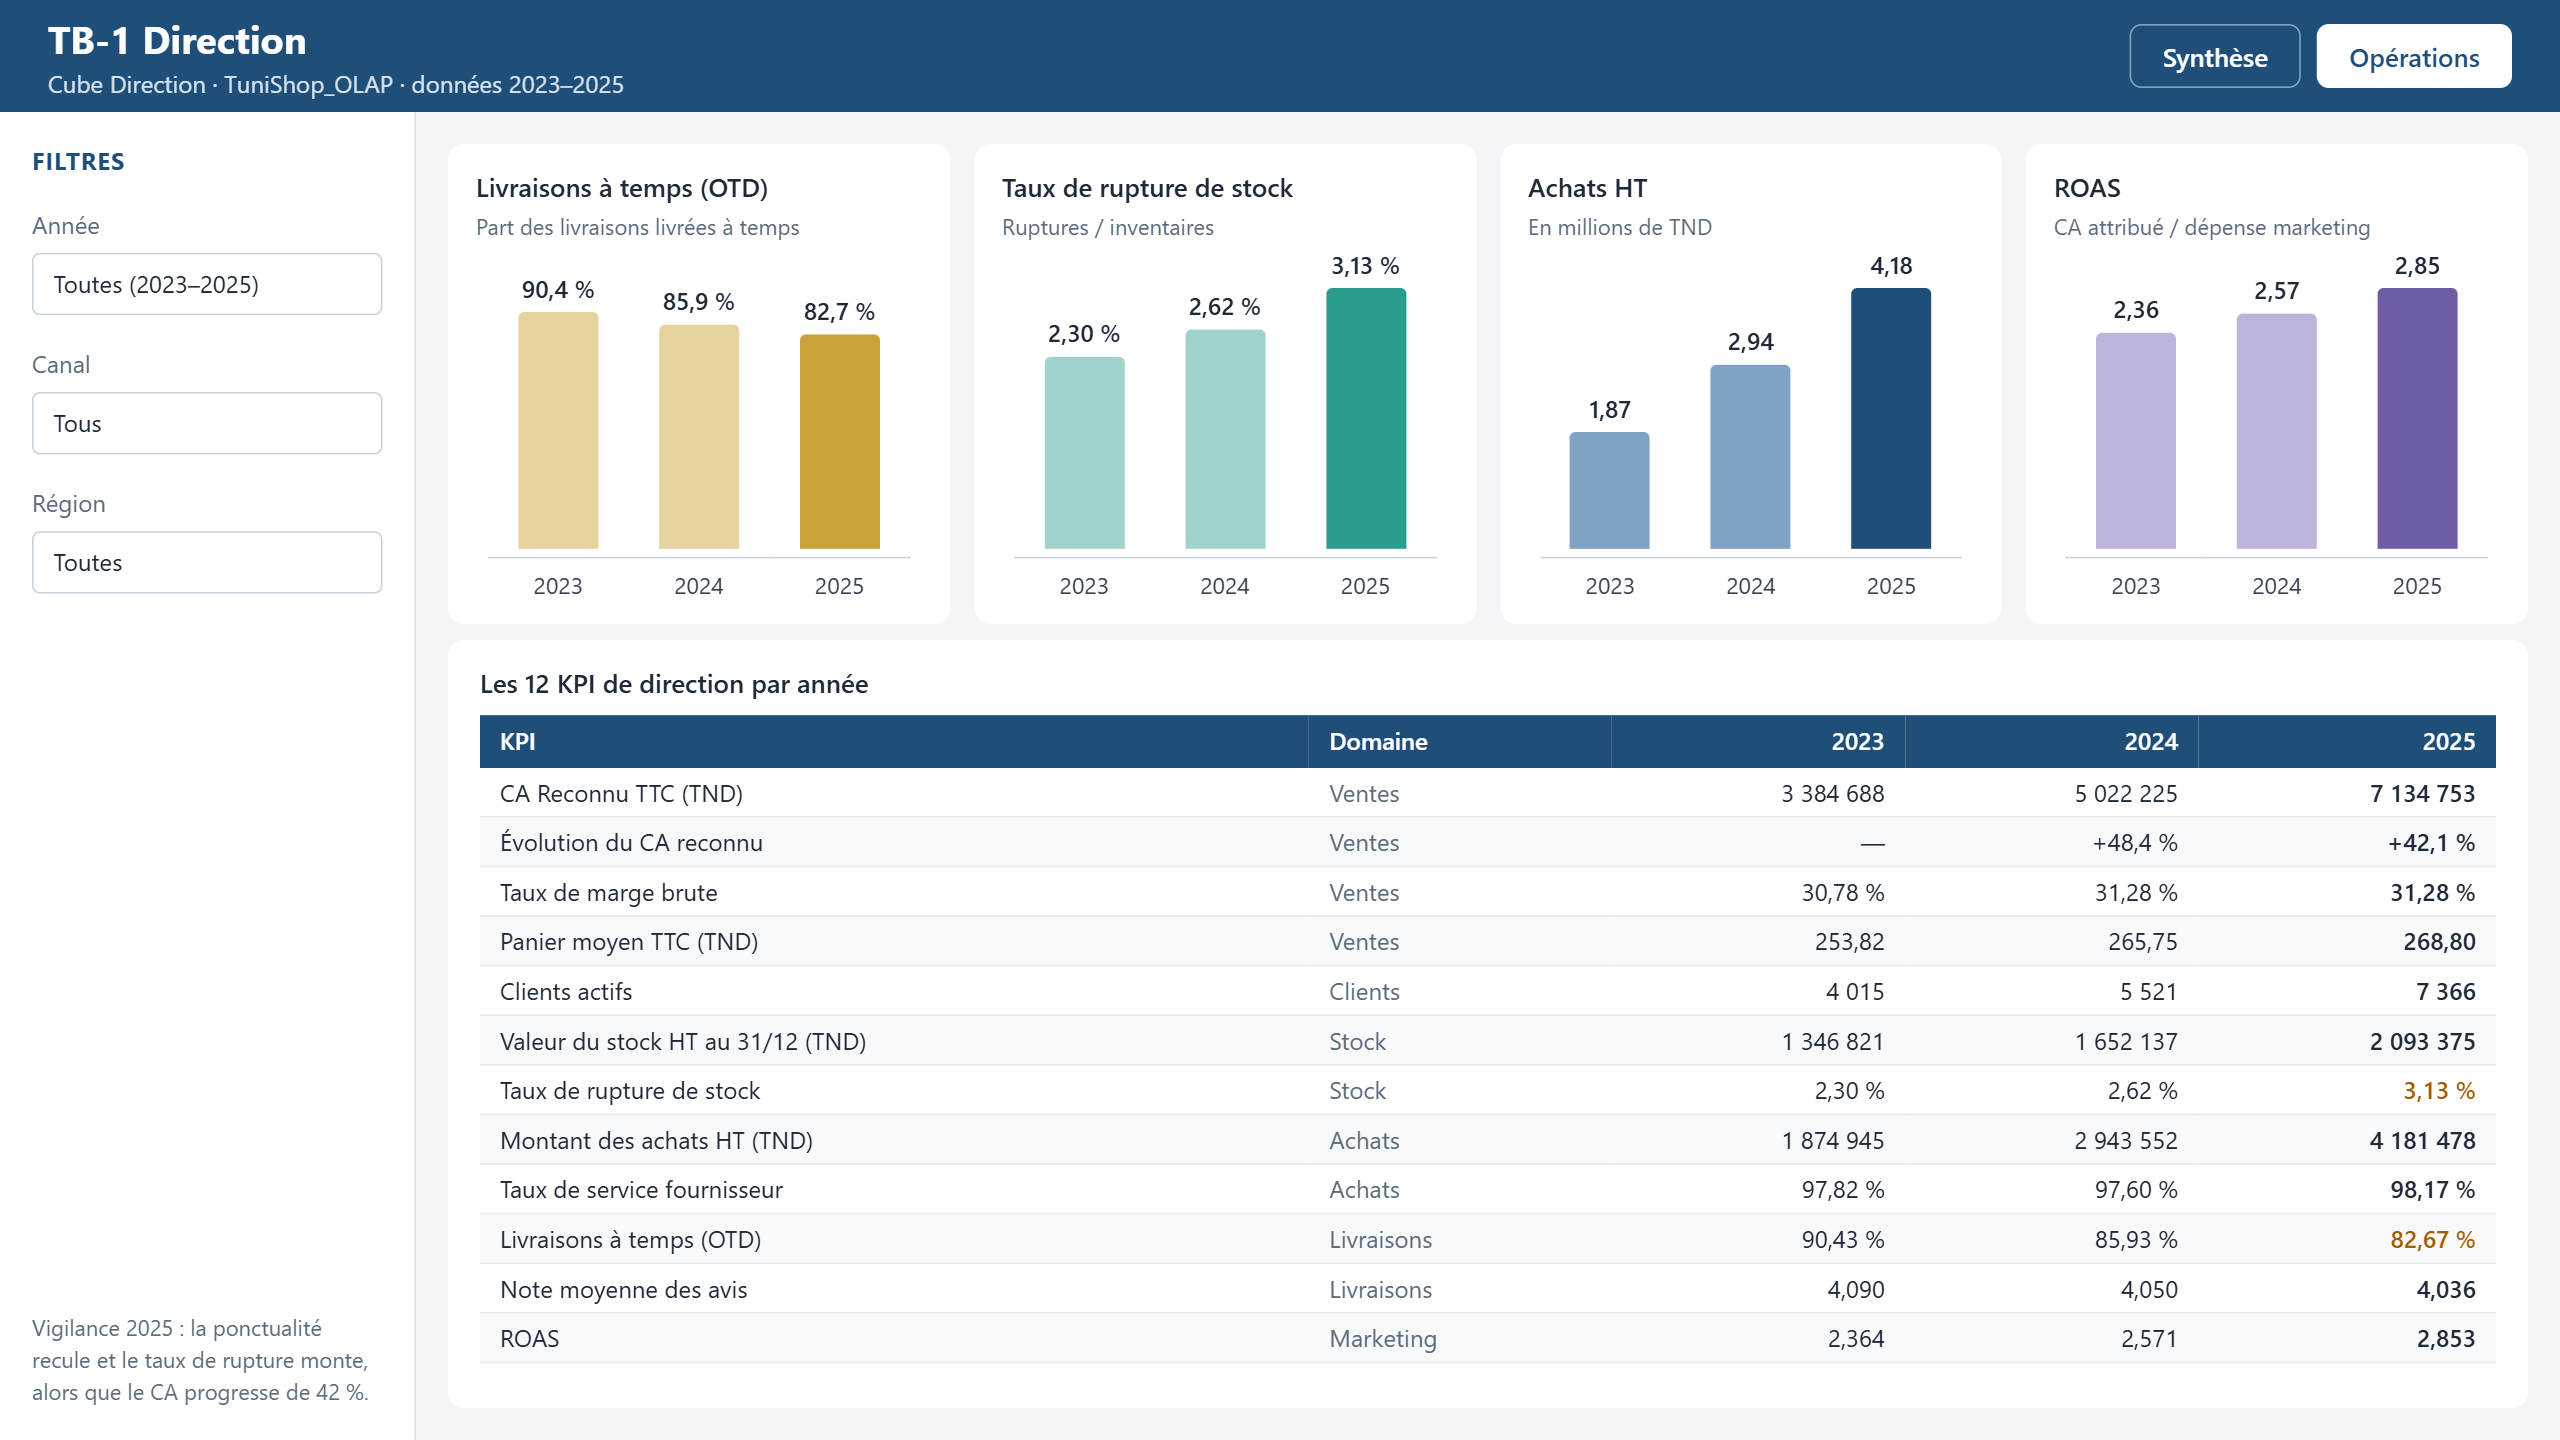 TB-1 Direction
Cube Direction · TuniShop_OLAP · données 2023–2025
Synthèse
Opérations
FILTRES
Année
Toutes (2023–2025)
Canal
Tous
Région
Toutes
Vigilance 2025 : la ponctualité
recule et le taux de rupture monte,
alors que le CA progresse de 42 %.
Livraisons à temps (OTD)
Part des livraisons livrées à temps
90,4 %
85,9 %
82,7 %
2023
2024
2025
Taux de rupture de stock
Ruptures / inventaires
2,30 %
2,62 %
3,13 %
2023
2024
2025
Achats HT
En millions de TND
1,87
2,94
4,18
2023
2024
2025
ROAS
CA attribué / dépense marketing
2,36
2,57
2,85
2023
2024
2025
Les 12 KPI de direction par année
KPI Domaine 2023 2024 2025
CA Reconnu TTC (TND) Ventes 3 384 688 5 022 225 7 134 753
Évolution du CA reconnu Ventes — +48,4 % +42,1 %
Taux de marge brute Ventes 30,78 % 31,28 % 31,28 %
Panier moyen TTC (TND) Ventes 253,82 265,75 268,80
Clients actifs Clients 4 015 5 521 7 366
Valeur du stock HT au 31/12 (TND) Stock 1 346 821 1 652 137 2 093 375
Taux de rupture de stock Stock 2,30 % 2,62 % 3,13 %
Montant des achats HT (TND) Achats 1 874 945 2 943 552 4 181 478
Taux de service fournisseur Achats 97,82 % 97,60 % 98,17 %
Livraisons à temps (OTD) Livraisons 90,43 % 85,93 % 82,67 %
Note moyenne des avis Livraisons 4,090 4,050 4,036
ROAS Marketing 2,364 2,571 2,853